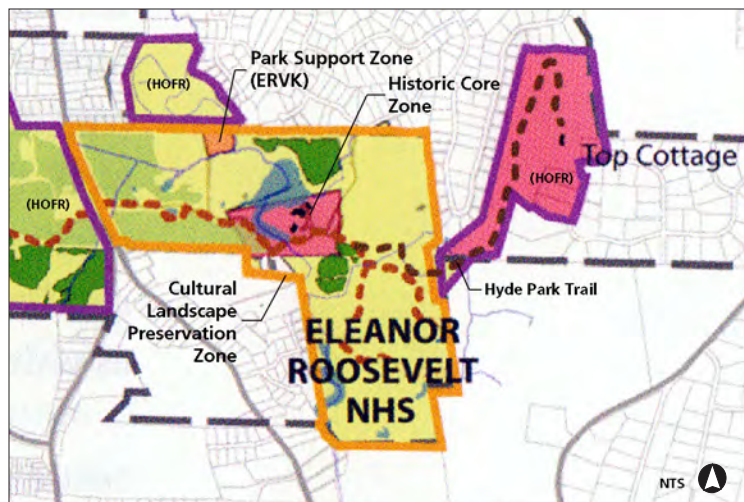 Park Support Zone
(ERVK)
Historic Core
Zone
(HOFR)
(HOFR)
Top Cottage
(HOFR)
Hyde Park Trail
Cultural
Landscape
Preservation
Zone
ELEANOR
ROOSEVELT
NHS
NTS